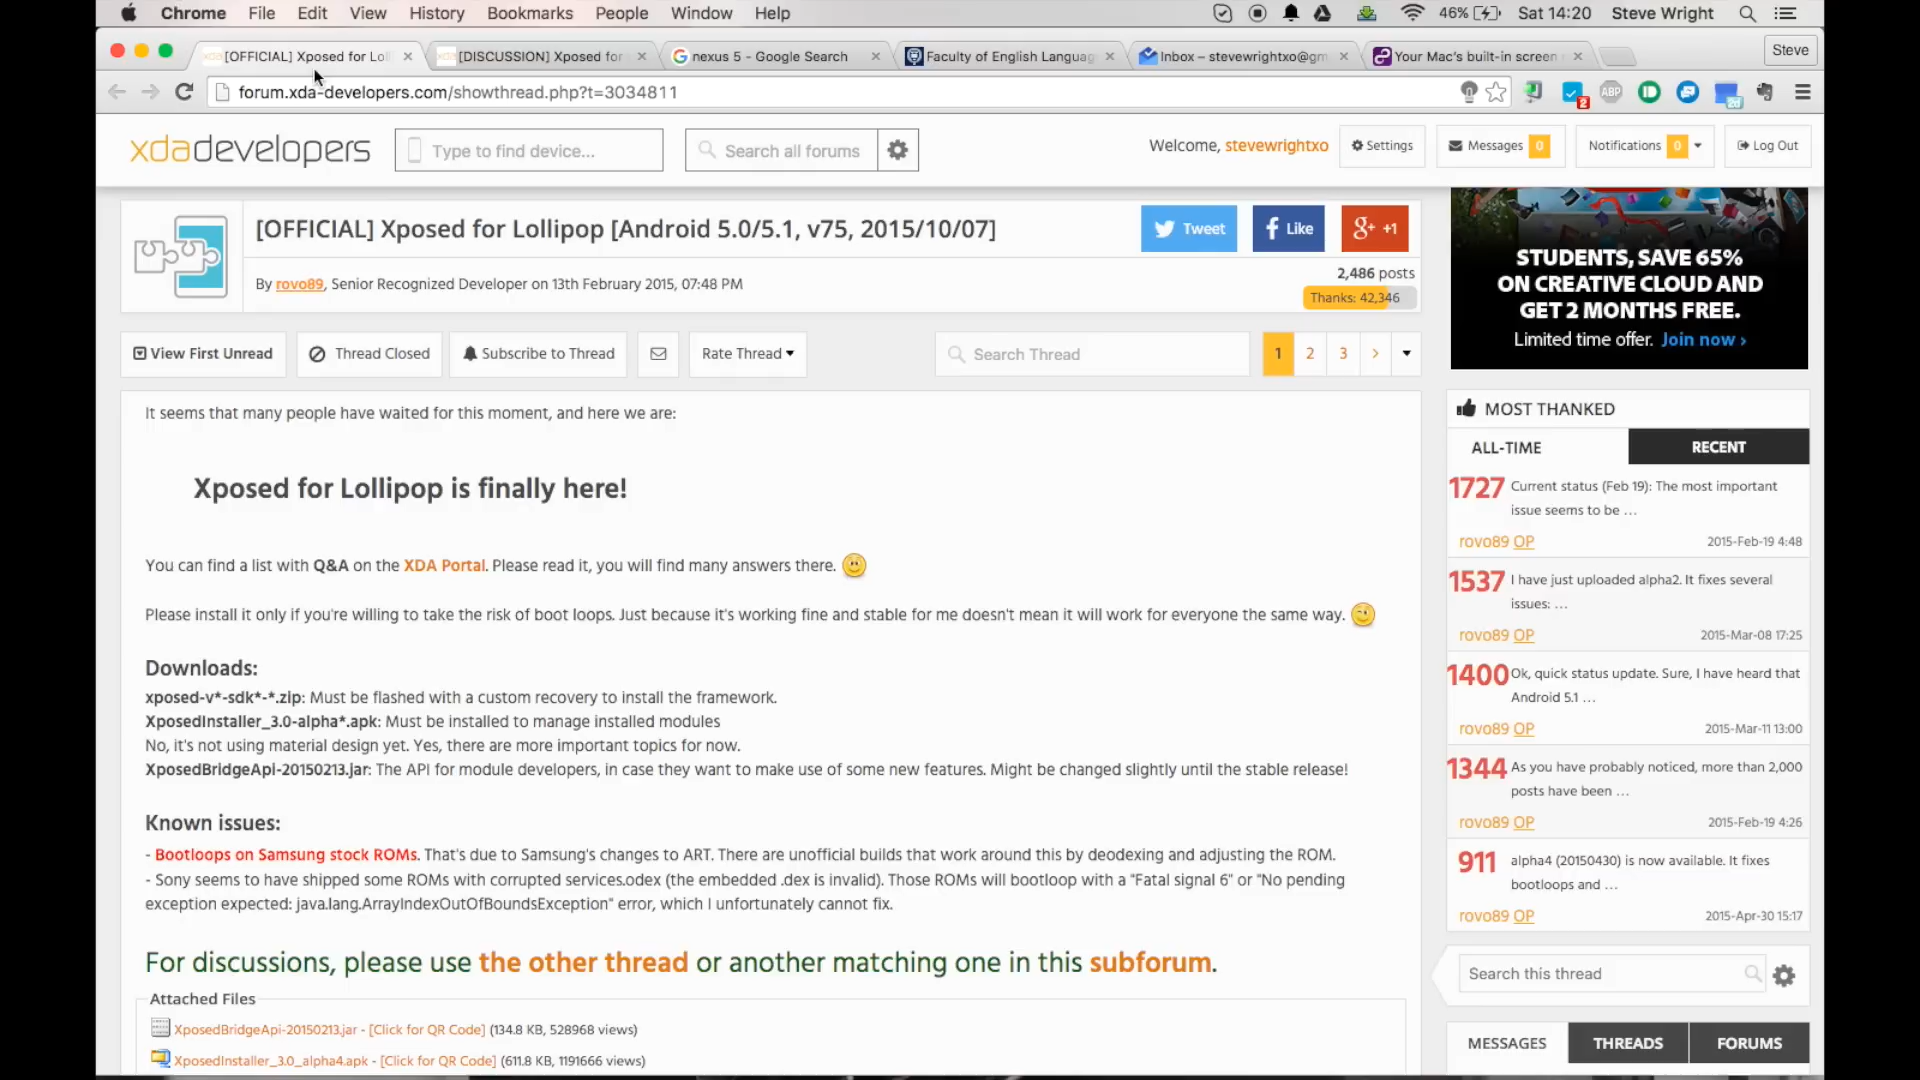 Chrome File Edit View History Bookmarks People Window Help 46% Sat 14:20 Steve Wright
[OFFICIAL] Xposed for Lol [DISCUSSION] Xposed for nexus 5 - Google Search Faculty of English Languag Inbox – stevewrightxo@gm Your Mac's built-in screen Steve
forum.xda-developers.com/showthread.php?t=3034811 2 ABP
xdadevelopers Type to find device... Search all forums Welcome, stevewrightxo Settings Messages 0 Notifications 0 Log Out
[OFFICIAL] Xposed for Lollipop [Android 5.0/5.1, v75, 2015/10/07] Tweet Like g+ +1
By rovo89, Senior Recognized Developer on 13th February 2015, 07:48 PM
2,486 posts
Thanks: 42,346
View First Unread Thread Closed Subscribe to Thread Rate Thread Search Thread 1 2 3 >
It seems that many people have waited for this moment, and here we are:
Xposed for Lollipop is finally here!
You can find a list with Q&A on the XDA Portal. Please read it, you will find many answers there.
Please install it only if you're willing to take the risk of boot loops. Just because it's working fine and stable for me doesn't mean it will work for everyone the same way.
Downloads:
xposed-v*-sdk*-*.zip: Must be flashed with a custom recovery to install the framework.
XposedInstaller_3.0-alpha*.apk: Must be installed to manage installed modules
No, it's not using material design yet. Yes, there are more important topics for now.
XposedBridgeApi-20150213.jar: The API for module developers, in case they want to make use of some new features. Might be changed slightly until the stable release!
Known issues:
- Bootloops on Samsung stock ROMs. That's due to Samsung's changes to ART. There are unofficial builds that work around this by deodexing and adjusting the ROM.
- Sony seems to have shipped some ROMs with corrupted services.odex (the embedded .dex is invalid). Those ROMs will bootloop with a "Fatal signal 6" or "No pending
exception expected: java.lang.ArrayIndexOutOfBoundsException" error, which I unfortunately cannot fix.
For discussions, please use the other thread or another matching one in this subforum.
Attached Files
XposedBridgeApi-20150213.jar - [Click for QR Code] (134.8 KB, 528968 views)
XposedInstaller_3.0_alpha4.apk - [Click for QR Code] (611.8 KB, 1191666 views)
STUDENTS, SAVE 65%
ON CREATIVE CLOUD AND
GET 2 MONTHS FREE.
Limited time offer. Join now ›
MOST THANKED
ALL-TIME RECENT
1727 Current status (Feb 19): The most important
issue seems to be ...
rovo89 OP 2015-Feb-19 4:48
1537 I have just uploaded alpha2. It fixes several
issues: ...
rovo89 OP 2015-Mar-08 17:25
1400 Ok, quick status update. Sure, I have heard that
Android 5.1 ...
rovo89 OP 2015-Mar-11 13:00
1344 As you have probably noticed, more than 2,000
posts have been ...
rovo89 OP 2015-Feb-19 4:26
911 alpha4 (20150430) is now available. It fixes
bootloops and ...
rovo89 OP 2015-Apr-30 15:17
Search this thread
MESSAGES THREADS FORUMS